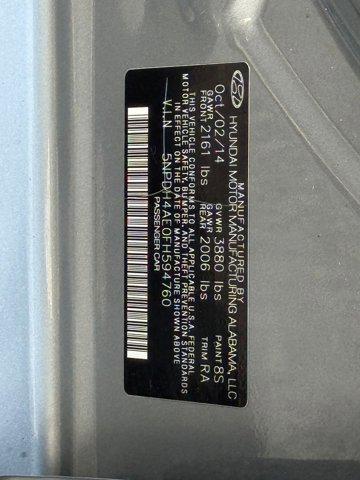 MANUFACTURED BY
HYUNDAI MOTOR MANUFACTURING ALABAMA, LLC
Oct/02/14 GVWR 3880 lbs PAINT 8S
GAWR FRONT 2161 lbs GAWR REAR 2006 lbs TRIM RA
THIS VEHICLE CONFORMS TO ALL APPLICABLE U.S.A. FEDERAL
MOTOR VEHICLE SAFETY, BUMPER, AND THEFT PREVENTION STANDARDS
IN EFFECT ON THE DATE OF MANUFACTURE SHOWN ABOVE
V.I.N 5NPDH4AE0FH594760
PASSENGER CAR